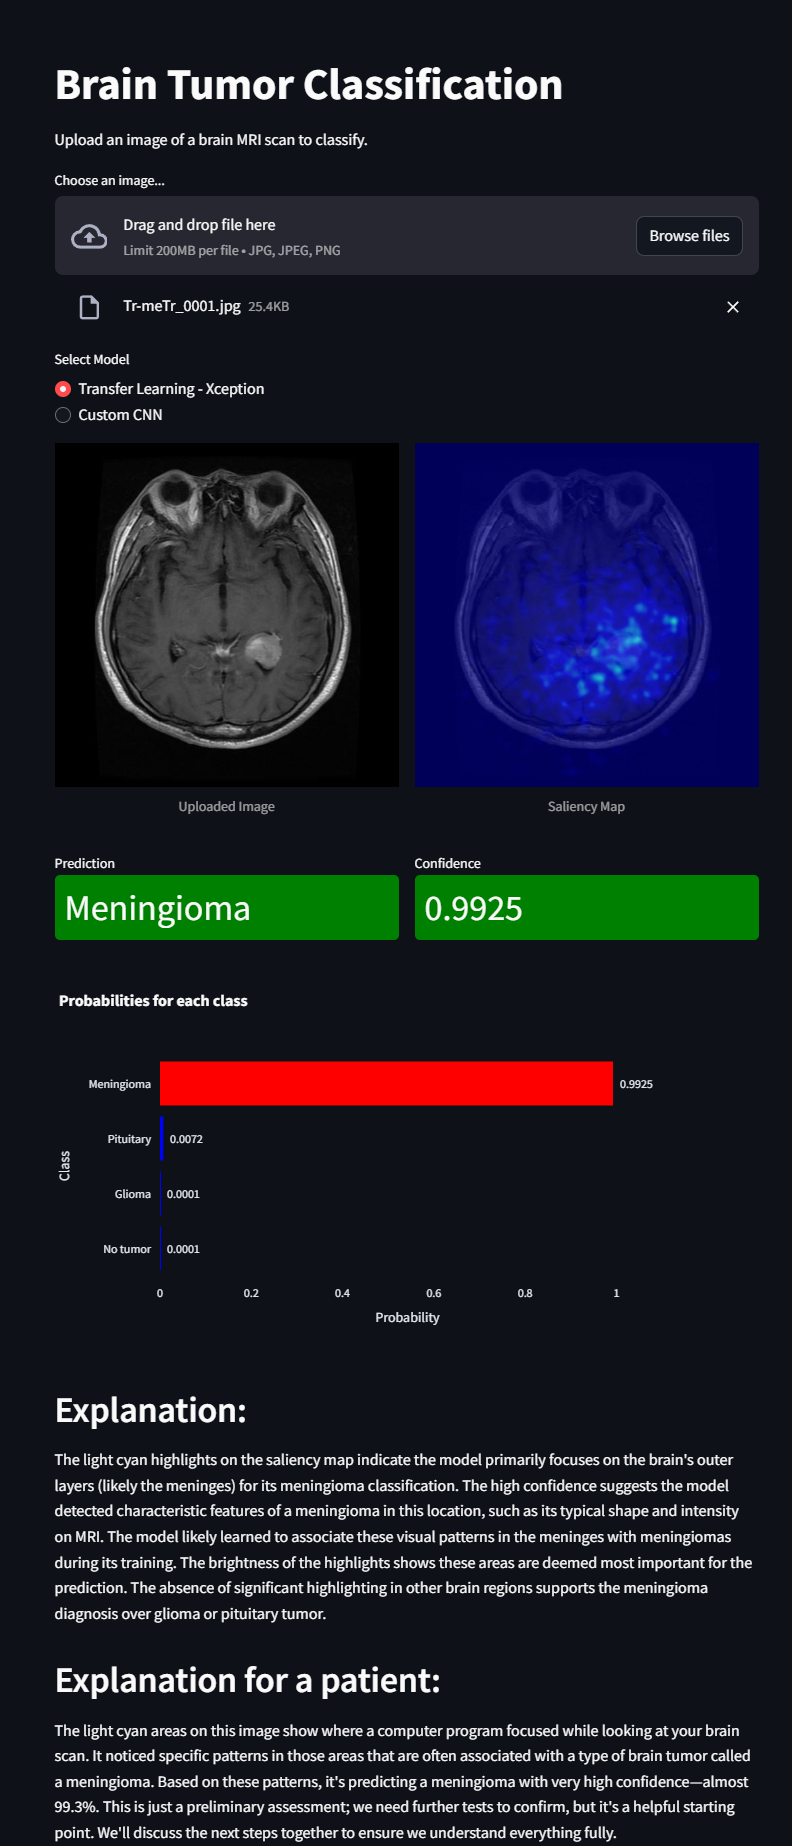 Brain Tumor Classification
Upload an image of a brain MRI scan to classify.
Choose an image...
Drag and drop file here
Limit 200MB per file • JPG, JPEG, PNG
Browse files
Tr-meTr_0001.jpg 25.4KB
Select Model
Transfer Learning - Xception
Custom CNN
Uploaded Image
Saliency Map
Prediction
Confidence
Meningioma
0.9925
Probabilities for each class
Meningioma
0.9925
Pituitary
0.0072
Glioma
0.0001
No tumor
0.0001
Class
0 0.2 0.4 0.6 0.8 1
Probability
Explanation:
The light cyan highlights on the saliency map indicate the model primarily focuses on the brain's outer
layers (likely the meninges) for its meningioma classification. The high confidence suggests the model
detected characteristic features of a meningioma in this location, such as its typical shape and intensity
on MRI. The model likely learned to associate these visual patterns in the meninges with meningiomas
during its training. The brightness of the highlights shows these areas are deemed most important for the
prediction. The absence of significant highlighting in other brain regions supports the meningioma
diagnosis over glioma or pituitary tumor.
Explanation for a patient:
The light cyan areas on this image show where a computer program focused while looking at your brain
scan. It noticed specific patterns in those areas that are often associated with a type of brain tumor called
a meningioma. Based on these patterns, it's predicting a meningioma with very high confidence—almost
99.3%. This is just a preliminary assessment; we need further tests to confirm, but it's a helpful starting
point. We'll discuss the next steps together to ensure we understand everything fully.